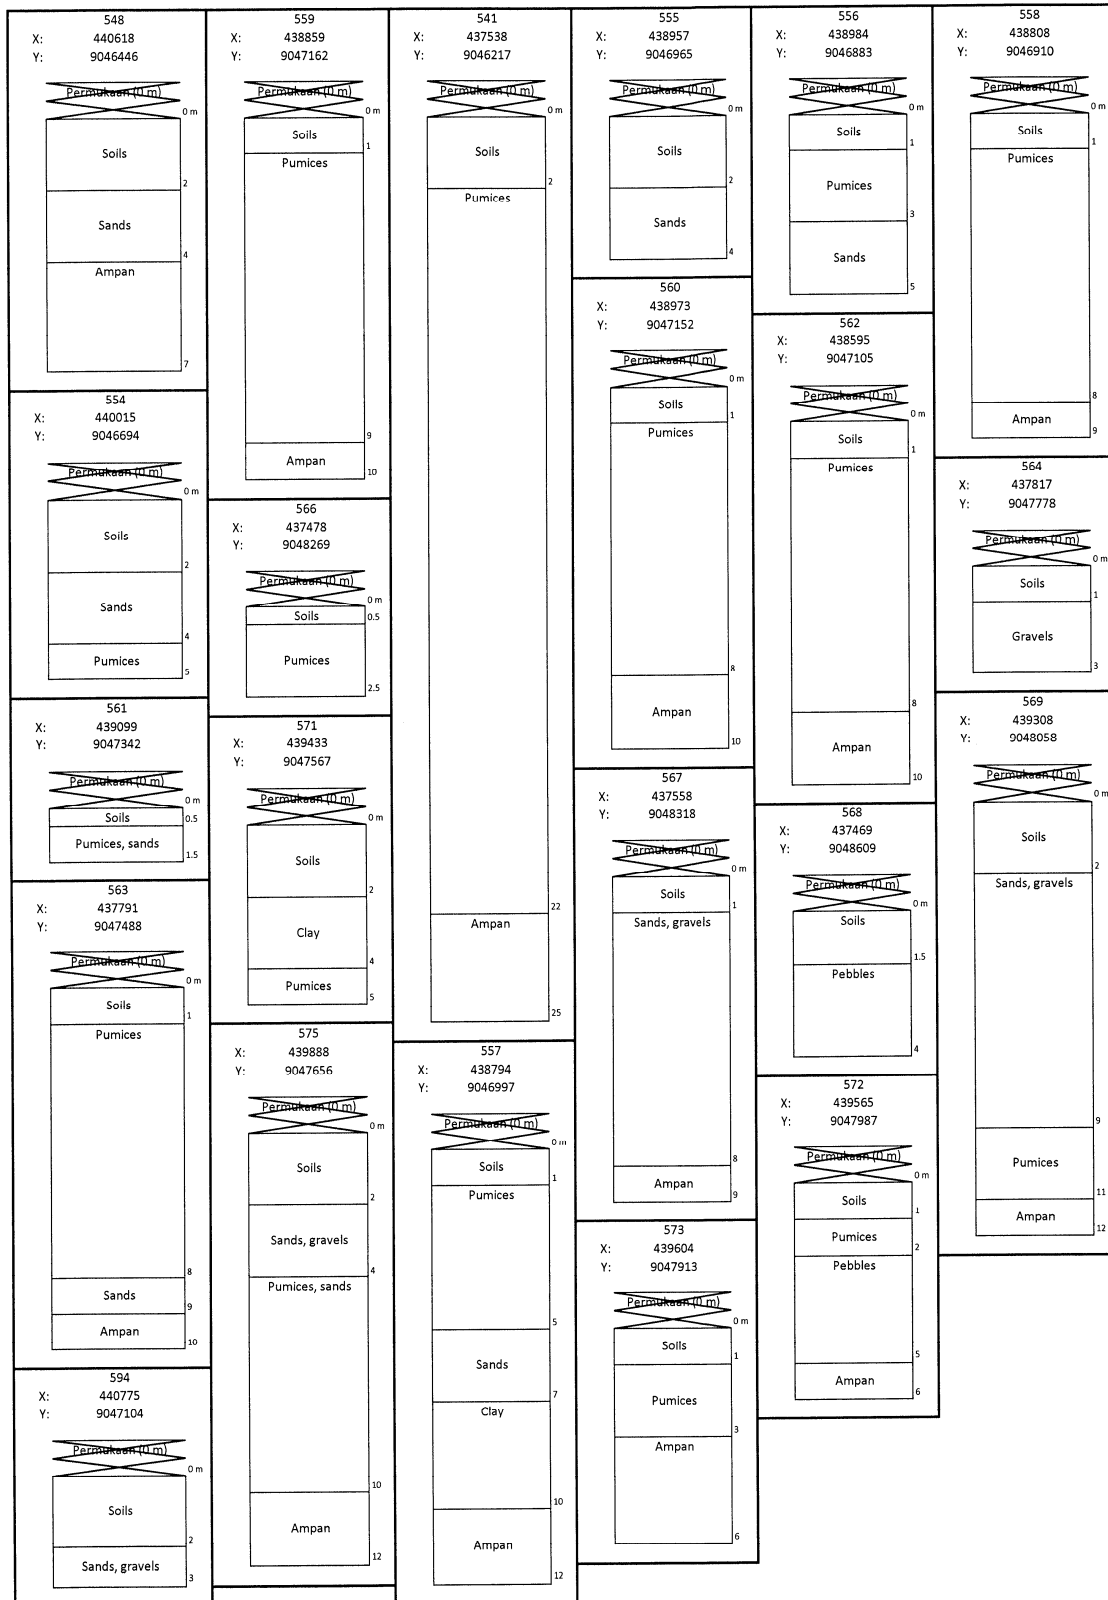 548
X: 440618
Y: 9046446
Permukaan (0 m)
0 m
Soils
2
Sands
4
Ampan
7
554
X: 440015
Y: 9046694
Permukaan (0 m)
0 m
Soils
2
Sands
4
Pumices
5
561
X: 439099
Y: 9047342
Permukaan (0 m)
0 m
Soils
0.5
Pumices, sands
1.5
563
X: 437791
Y: 9047488
Permukaan (0 m)
0 m
Soils
1
Pumices
8
Sands
9
Ampan
10
594
X: 440775
Y: 9047104
Permukaan (0 m)
0 m
Soils
2
Sands, gravels
3
559
X: 438859
Y: 9047162
Permukaan (0 m)
0 m
Soils
1
Pumices
9
Ampan
10
566
X: 437478
Y: 9048269
Permukaan (0 m)
0 m
Soils
0.5
Pumices
2.5
571
X: 439433
Y: 9047567
Permukaan (0 m)
0 m
Soils
2
Clay
4
Pumices
5
575
X: 439888
Y: 9047656
Permukaan (0 m)
0 m
Soils
2
Sands, gravels
4
Pumices, sands
10
Ampan
12
541
X: 437538
Y: 9046217
Permukaan (0 m)
0 m
Soils
2
Pumices
22
Ampan
25
557
X: 438794
Y: 9046997
Permukaan (0 m)
0 m
Soils
1
Pumices
5
Sands
7
Clay
10
Ampan
12
555
X: 438957
Y: 9046965
Permukaan (0 m)
0 m
Soils
2
Sands
4
560
X: 438973
Y: 9047152
Permukaan (0 m)
0 m
Soils
1
Pumices
8
Ampan
10
567
X: 437558
Y: 9048318
Permukaan (0 m)
0 m
Soils
1
Sands, gravels
8
Ampan
9
573
X: 439604
Y: 9047913
Permukaan (0 m)
0 m
Soils
1
Pumices
3
Ampan
6
556
X: 438984
Y: 9046883
Permukaan (0 m)
0 m
Soils
1
Pumices
3
Sands
5
562
X: 438595
Y: 9047105
Permukaan (0 m)
0 m
Soils
1
Pumices
8
Ampan
10
568
X: 437469
Y: 9048609
Permukaan (0 m)
0 m
Soils
1.5
Pebbles
4
572
X: 439565
Y: 9047987
Permukaan (0 m)
0 m
Soils
1
Pumices
2
Pebbles
5
Ampan
6
558
X: 438808
Y: 9046910
Permukaan (0 m)
0 m
Soils
1
Pumices
8
Ampan
9
564
X: 437817
Y: 9047778
Permukaan (0 m)
0 m
Soils
1
Gravels
3
569
X: 439308
Y: 9048058
Permukaan (0 m)
0 m
Soils
2
Sands, gravels
9
Pumices
11
Ampan
12